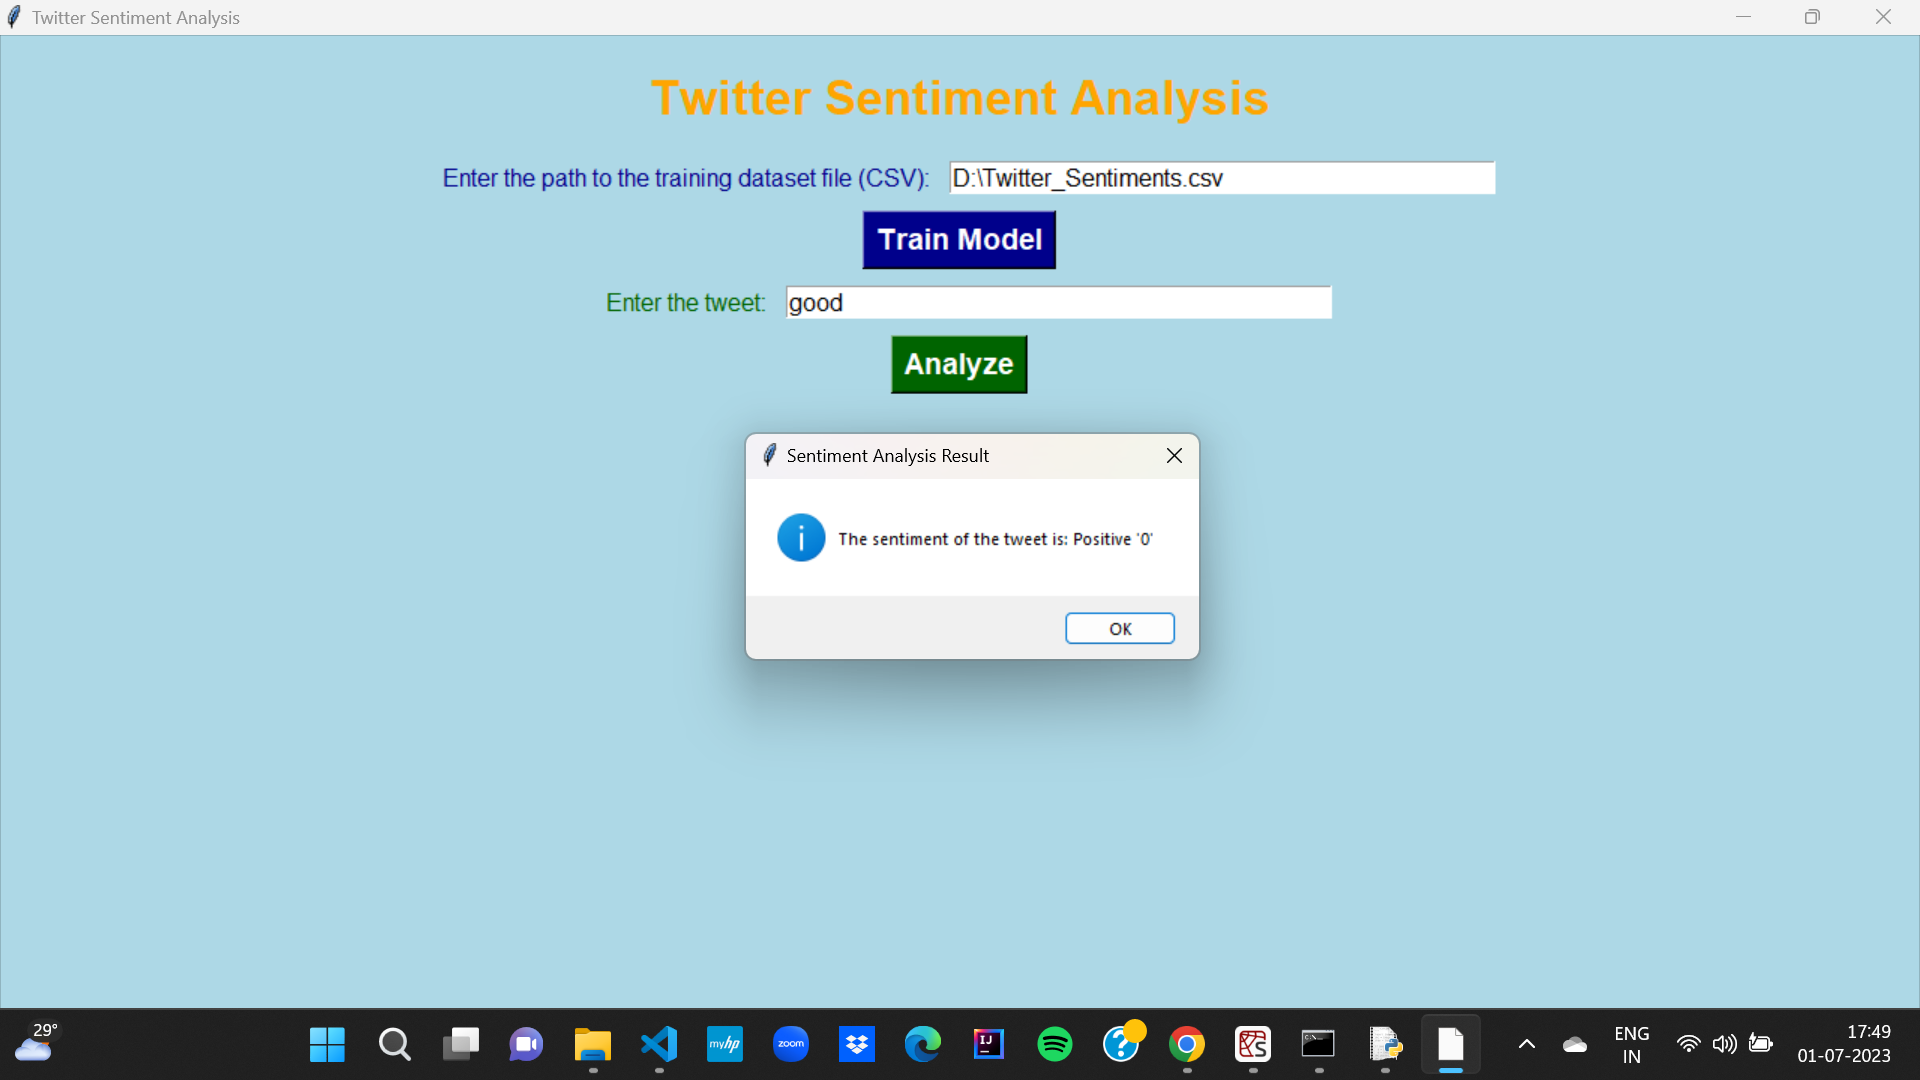 Twitter Sentiment Analysis
Twitter Sentiment Analysis
Enter the path to the training dataset file (CSV): D:\Twitter_Sentiments.csv
Train Model
Enter the tweet: good
Analyze
Sentiment Analysis Result
The sentiment of the tweet is: Positive '0'
OK
29°
myhp
zoom
IJ
ENG
IN
17:49
01-07-2023